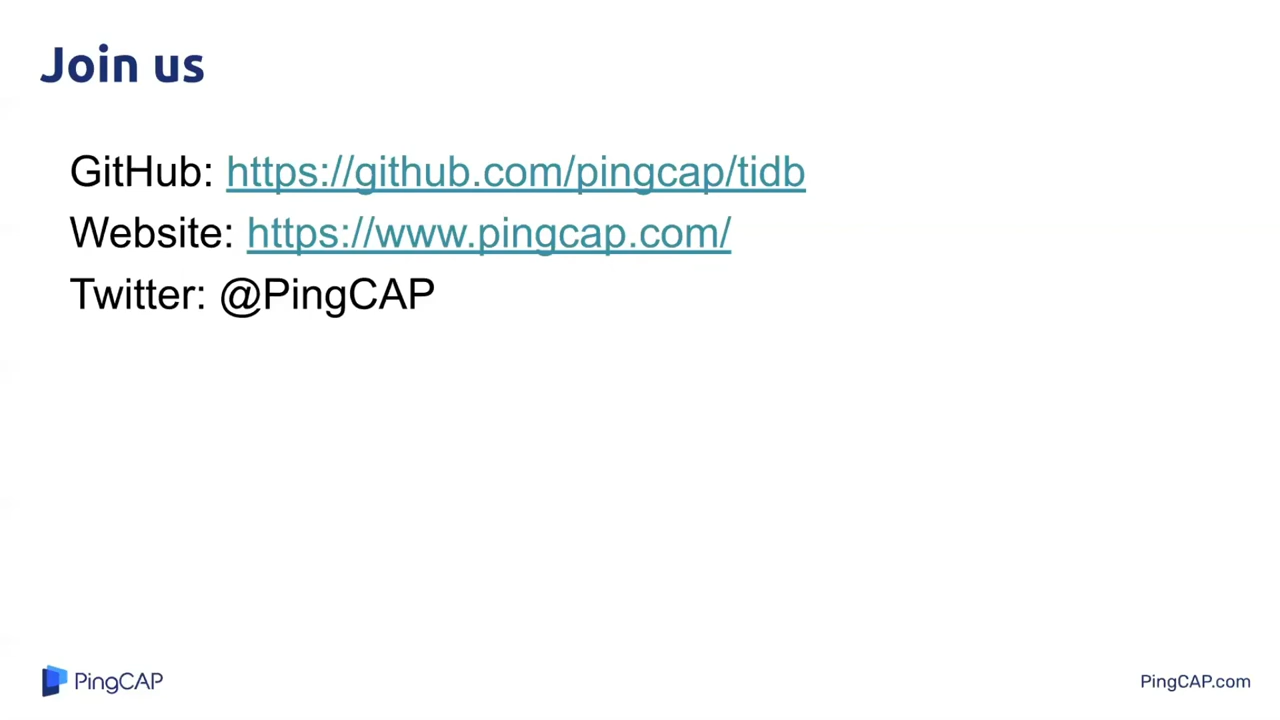 Join us
GitHub: https://github.com/pingcap/tidb
Website: https://www.pingcap.com/
Twitter: @PingCAP
PingCAP
PingCAP.com